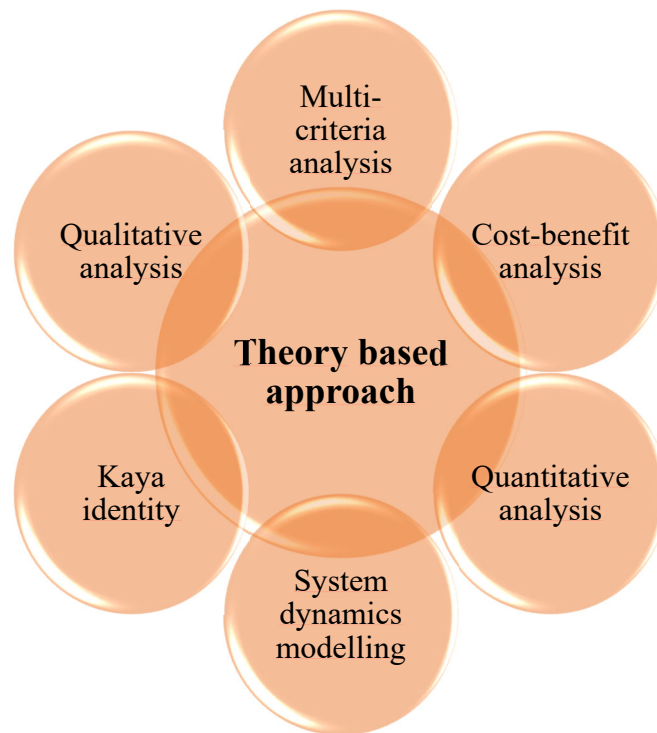 Multi-
criteria
analysis
Qualitative
analysis
Cost-benefit
analysis
Theory based
approach
Kaya
identity
Quantitative
analysis
System
dynamics
modelling